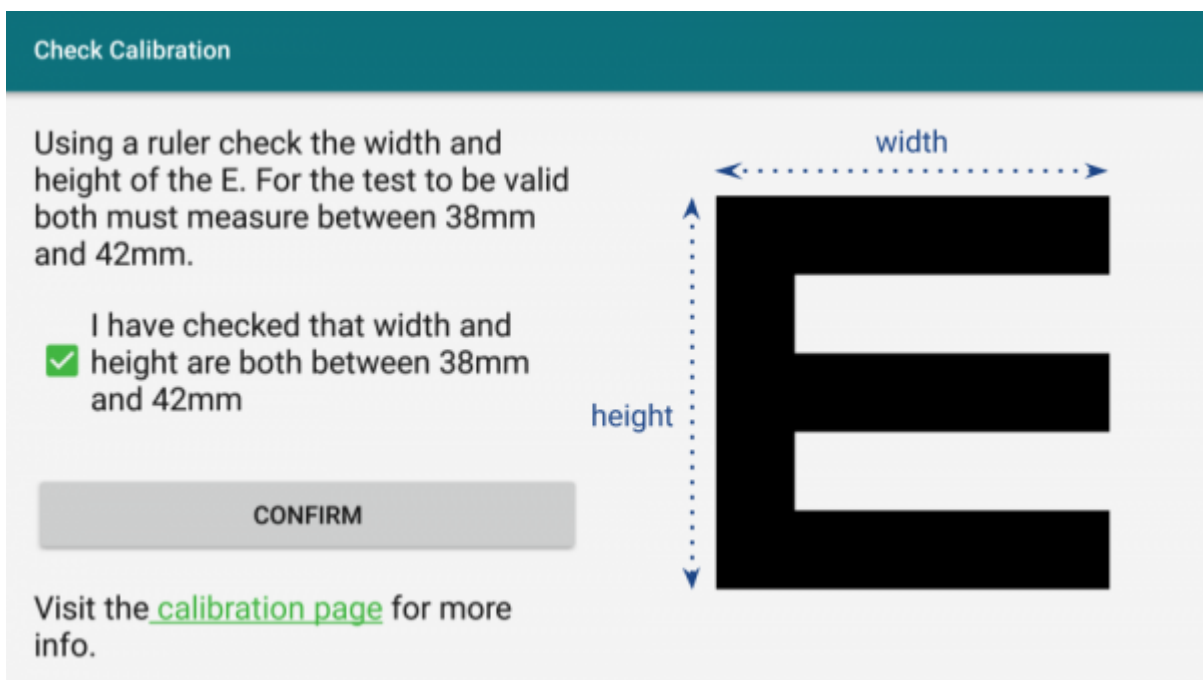 Check Calibration
Using a ruler check the width and
height of the E. For the test to be valid
both must measure between 38mm
and 42mm.
I have checked that width and
height are both between 38mm
and 42mm
CONFIRM
Visit the calibration page for more
info.
width
height
E